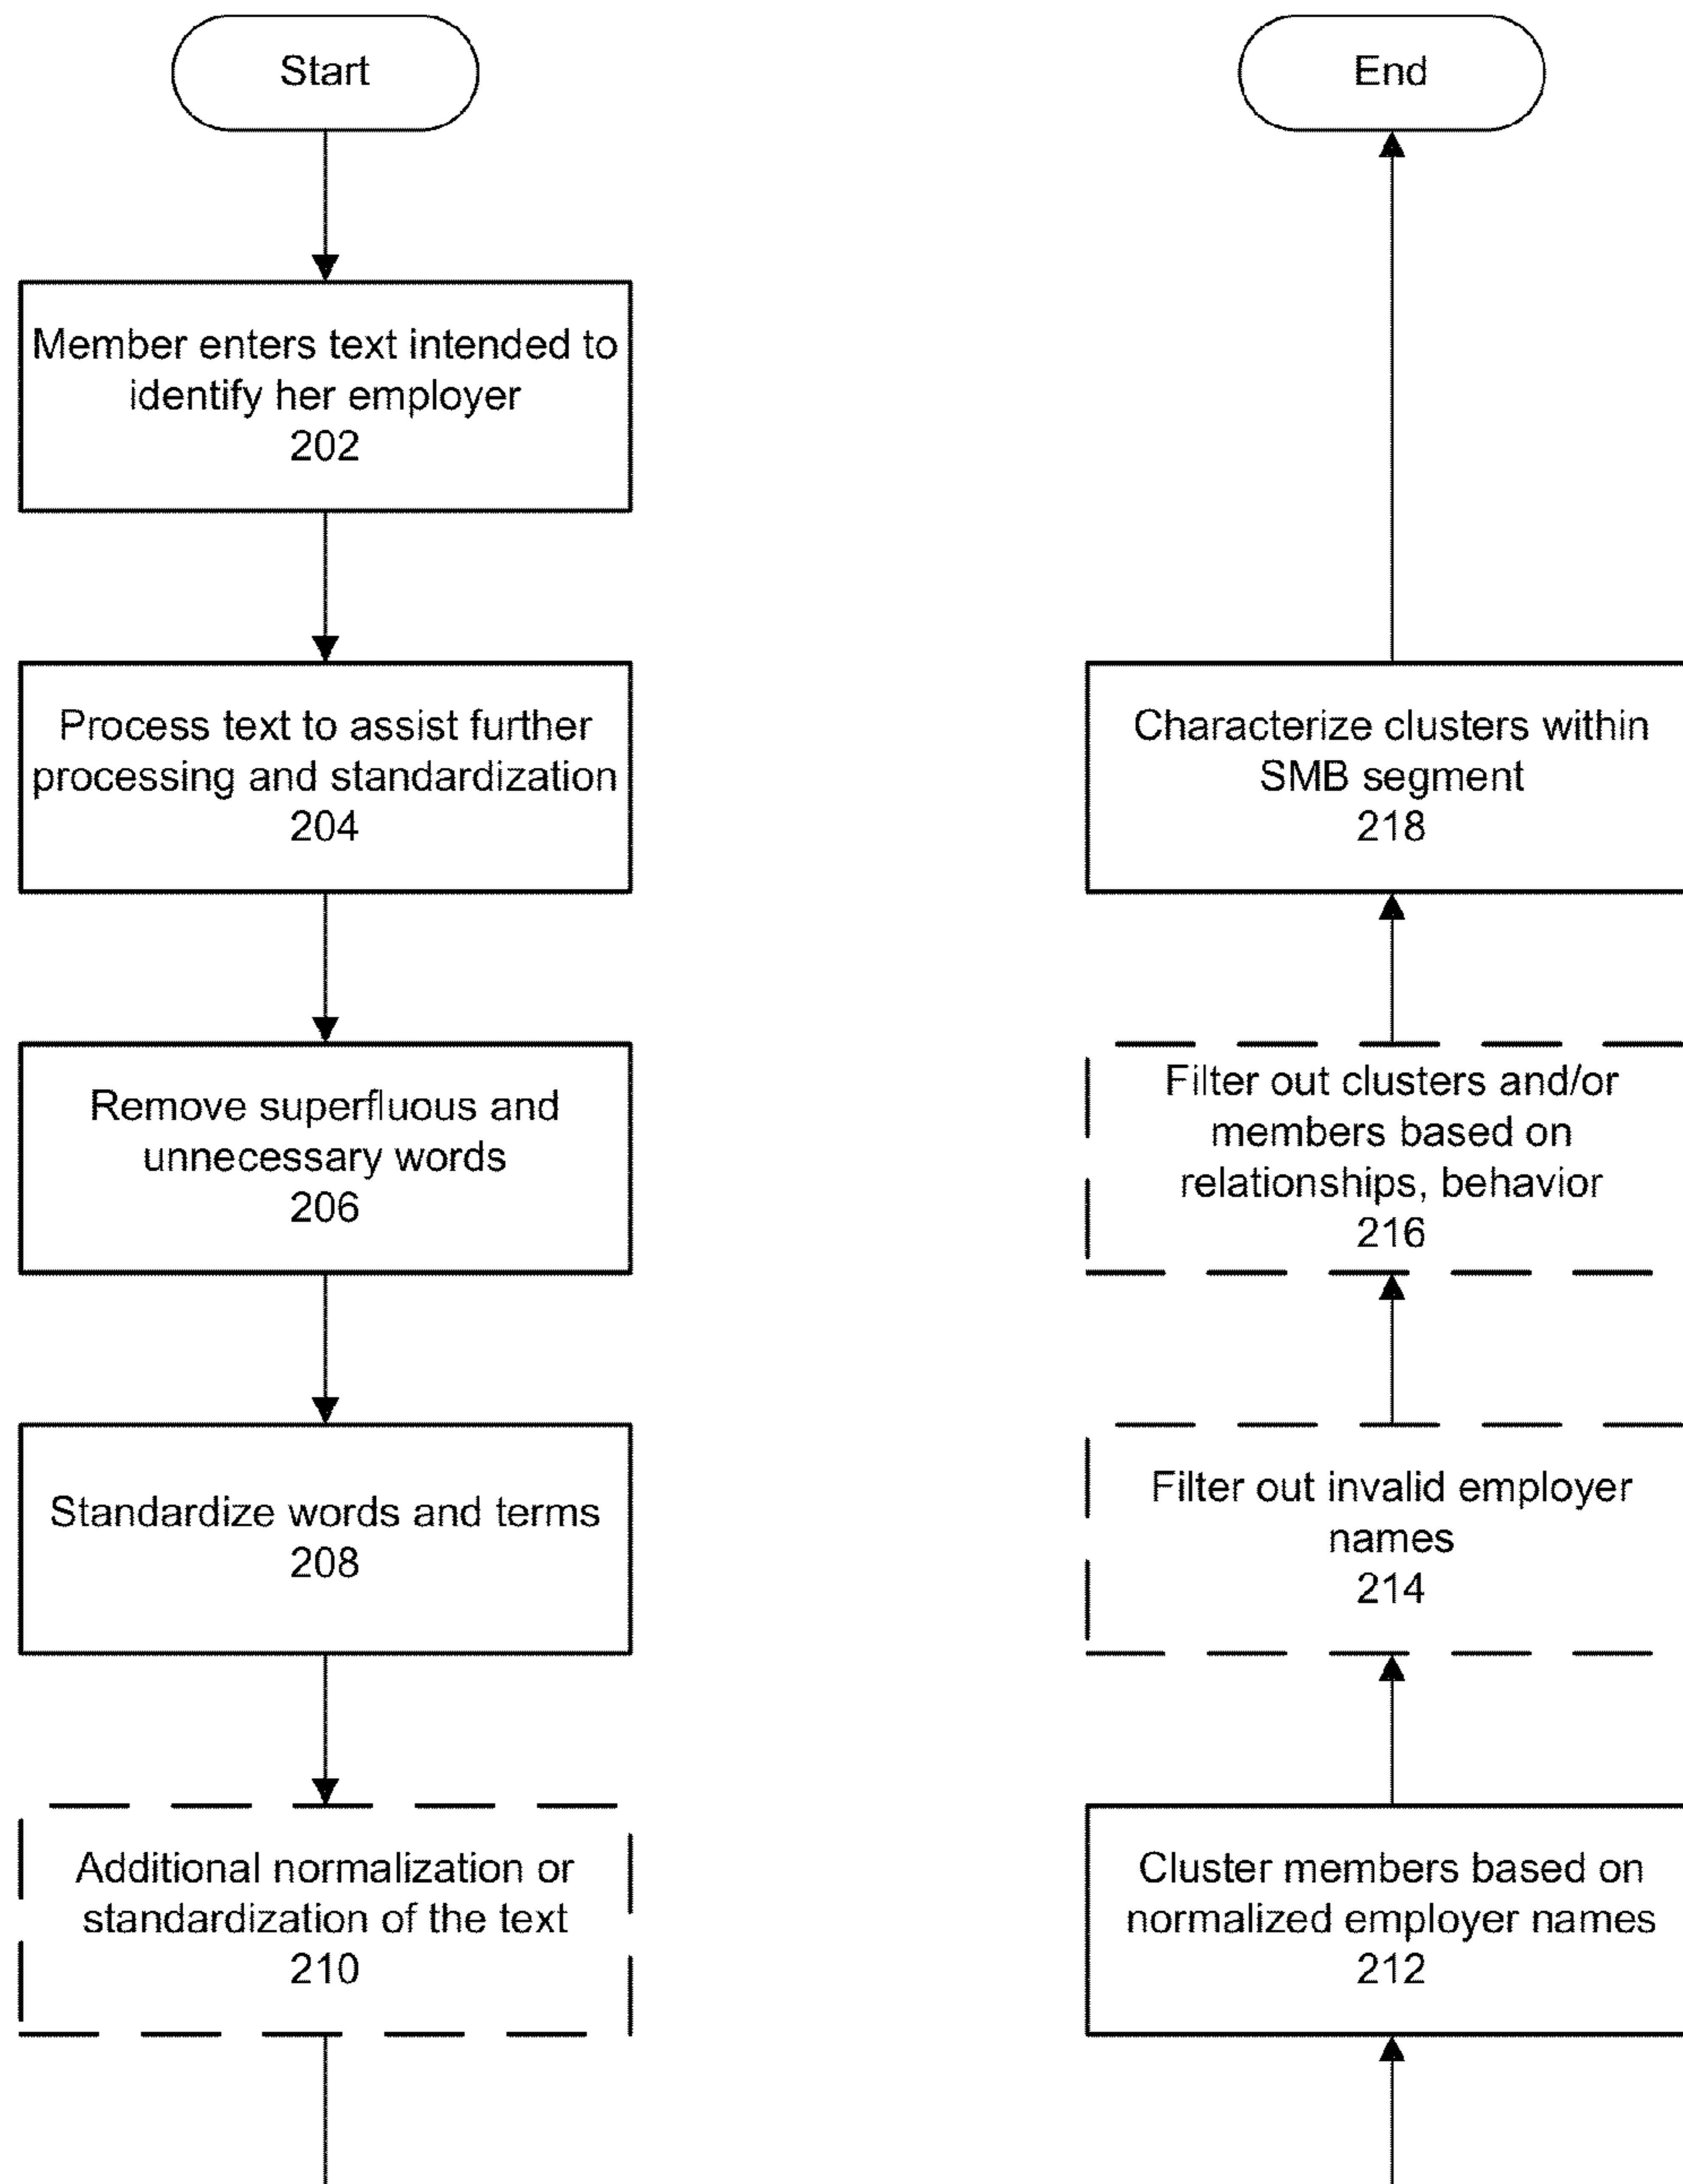 Start
Member enters text intended to
identify her employer
202
Process text to assist further
processing and standardization
204
Remove superfluous and
unnecessary words
206
Standardize words and terms
208
Additional normalization or
standardization of the text
210
End
Characterize clusters within
SMB segment
218
Filter out clusters and/or
members based on
relationships, behavior
216
Filter out invalid employer
names
214
Cluster members based on
normalized employer names
212